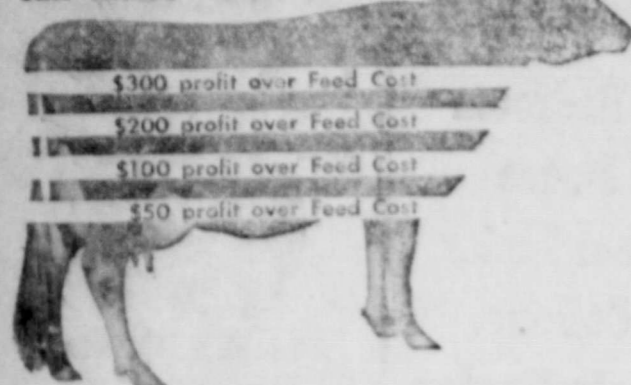 $300 profit over Feed Cost
$200 profit over Feed Cost
$100 profit over Feed Cost
$50 profit over Feed Cost